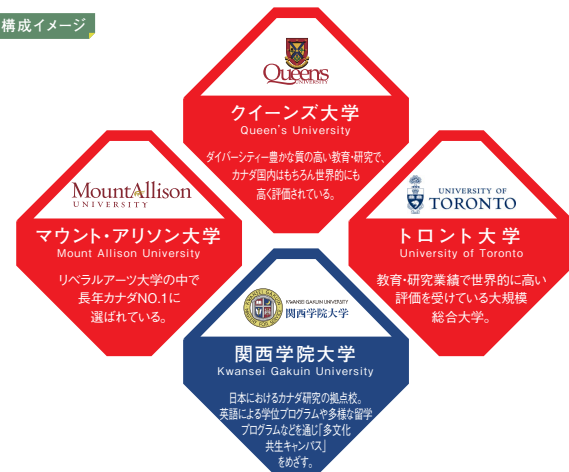 構成イメージ
Queen's
UNIVERSITY
クイーンズ大学
Queen's University
ダイバーシティー豊かな質の高い教育・研究で、
カナダ国内はもちろん世界的にも
高く評価されている。
MountAllison
UNIVERSITY
マウント・アリソン大学
Mount Allison University
リベラルアーツ大学の中で
長年カナダNO.1に
選ばれている。
UNIVERSITY OF
TORONTO
トロント大学
University of Toronto
教育・研究業績で世界的に高い
評価を受けている大規模
総合大学。
KWANSEI GAKUIN UNIVERSITY
関西学院大学
関西学院大学
Kwansei Gakuin University
日本におけるカナダ研究の拠点校。
英語による学位プログラムや多様な留学
プログラムなどを通じ「多文化
共生キャンパス」
をめざす。